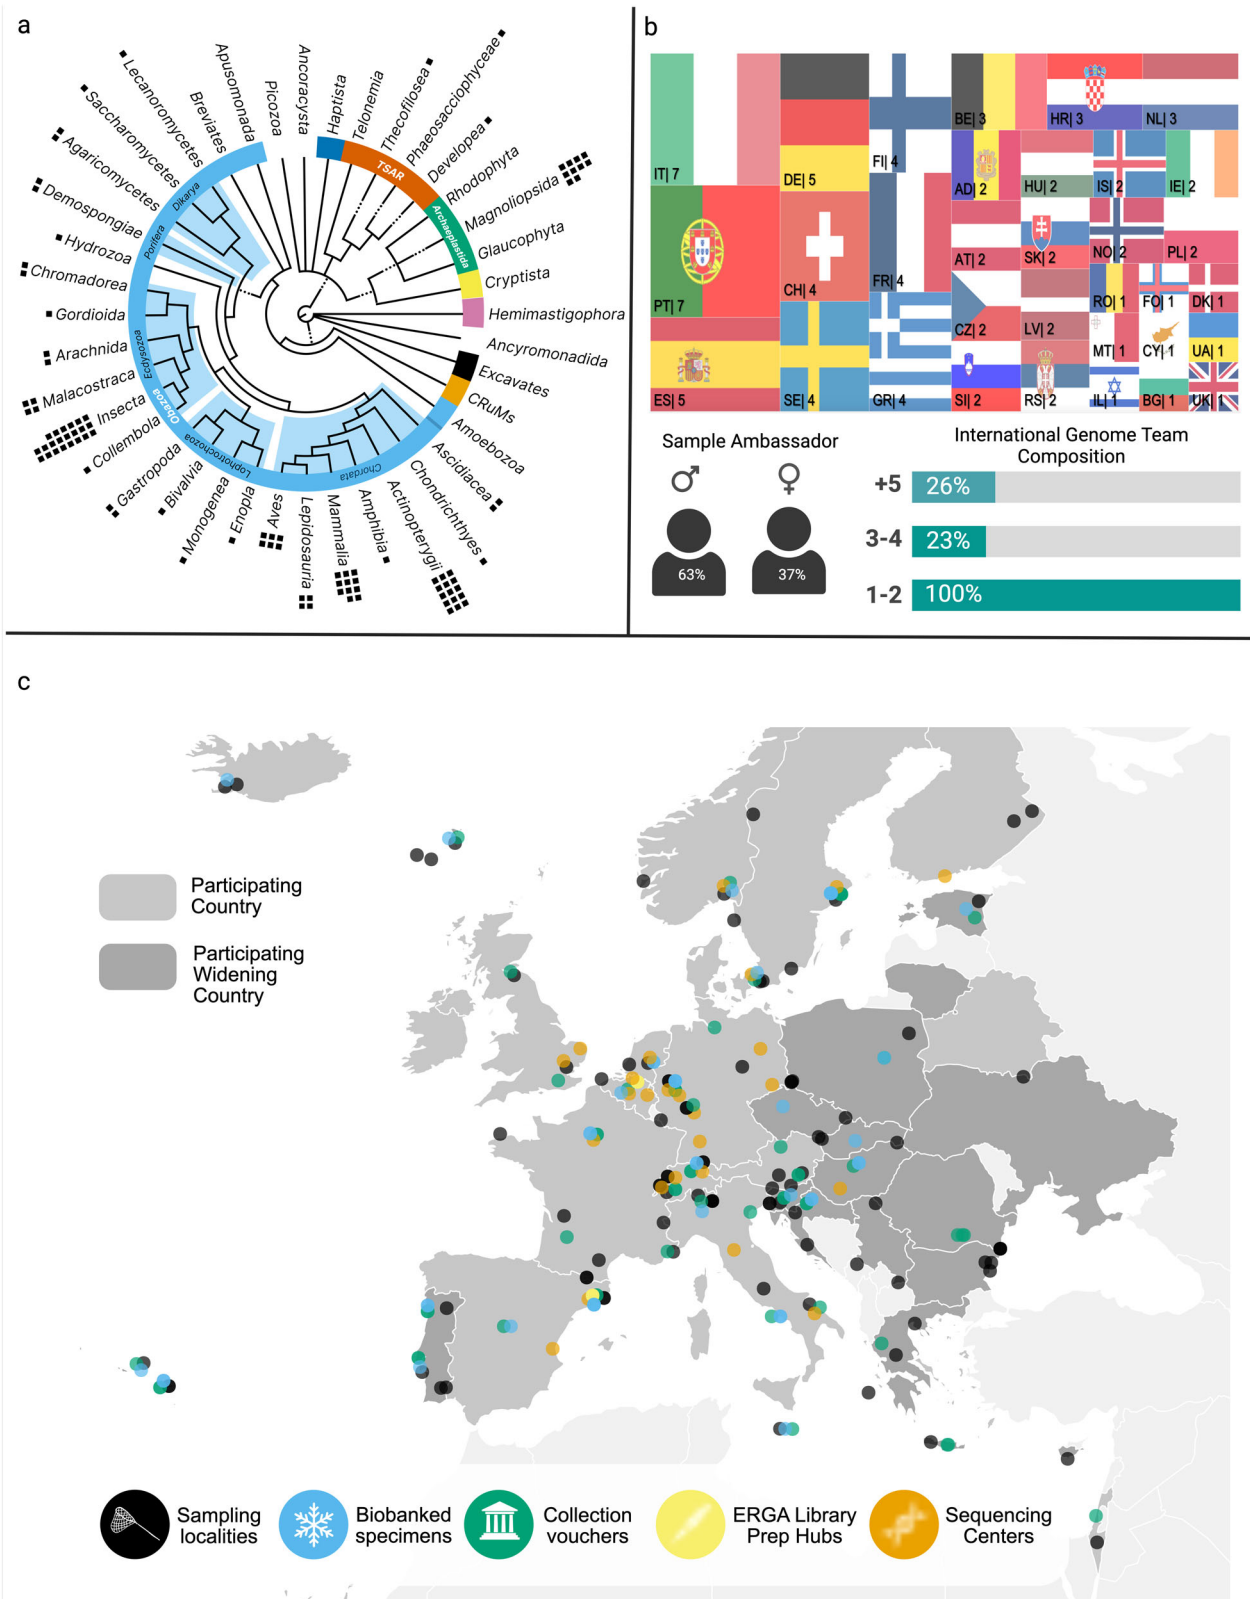 a
Lecanoromycetes
Saccharomycetes
Agaricomycetes
Demospongiae
Hydrozoa
Chromadorea
Gordioida
Arachnida
Malacostraca
Insecta
Collembola
Gastropoda
Bivalvia
Monogenea
Enopla
Aves
Lepidosauria
Mammalia
Amphibia
Actinopterygii
Chondrichthyes
Ascidiacea
Amoebozoa
CRuMs
Excavates
Ancyromonadida
Hemimastigophora
Cryptista
Glaucophyta
Magnoliopsida
Rhodophyta
Developea
Phaeosacciophyceae
Thecofilosea
Telonemia
Haptista
Ancoracysta
Picozoa
Apusomonada
Breviates
TSAR
Archaeplastida
Dikarya
Porifera
Ecdysozoa
Obazoa
Lophotrochozoa
Chordata
b
IT| 7
PT| 7
ES| 5
DE| 5
CH| 4
SE| 4
FI| 4
FR| 4
GR| 4
BE| 3
HR| 3
NL| 3
AD| 2
HU| 2
IS| 2
IE| 2
AT| 2
SK| 2
NO| 2
PL| 2
CZ| 2
LV| 2
RO| 1
FO| 1
DK| 1
MT| 1
CY| 1
UA| 1
SI| 2
RS| 2
IL| 1
BG| 1
UK| 1
Sample Ambassador
63%
37%
International Genome Team
Composition
+5 26%
3-4 23%
1-2 100%
c
Participating
Country
Participating
Widening
Country
Sampling
localities
Biobanked
specimens
Collection
vouchers
ERGA Library
Prep Hubs
Sequencing
Centers